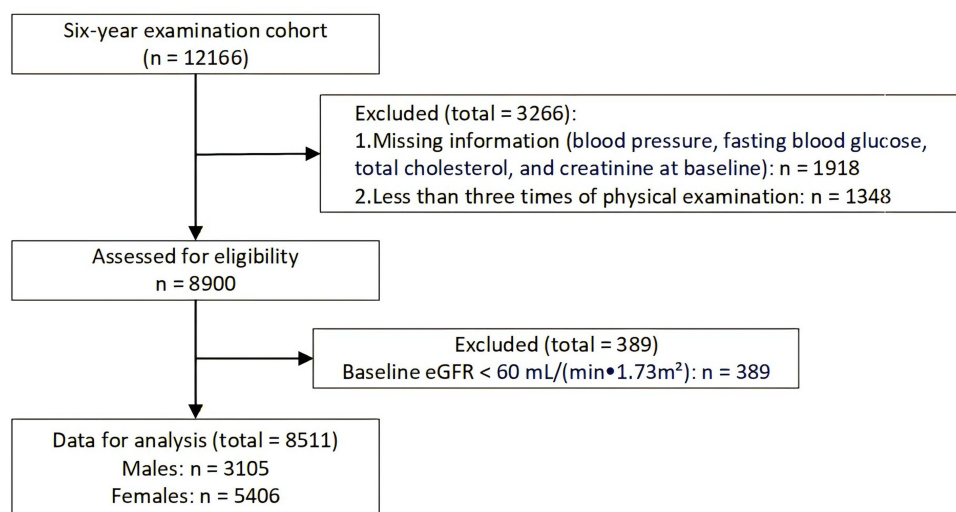 Six-year examination cohort
(n = 12166)
Excluded (total = 3266):
1.Missing information (blood pressure, fasting blood glucose,
total cholesterol, and creatinine at baseline): n = 1918
2.Less than three times of physical examination: n = 1348
Assessed for eligibility
n = 8900
Excluded (total = 389)
Baseline eGFR < 60 mL/(min•1.73m²): n = 389
Data for analysis (total = 8511)
Males: n = 3105
Females: n = 5406